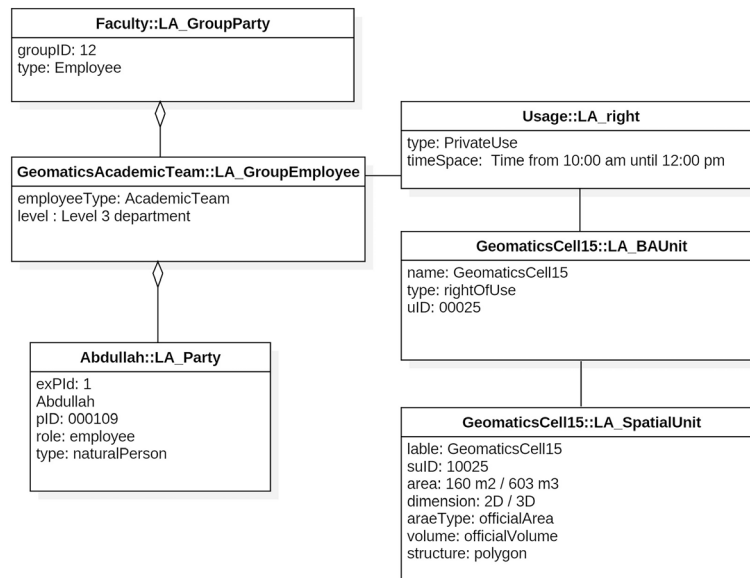 Faculty::LA_GroupParty
groupID: 12
type: Employee
GeomaticsAcademicTeam::LA_GroupEmployee
employeeType: AcademicTeam
level : Level 3 department
Abdullah::LA_Party
exPId: 1
Abdullah
pID: 000109
role: employee
type: naturalPerson
Usage::LA_right
type: PrivateUse
timeSpace:  Time from 10:00 am until 12:00 pm
GeomaticsCell15::LA_BAUnit
name: GeomaticsCell15
type: rightOfUse
uID: 00025
GeomaticsCell15::LA_SpatialUnit
lable: GeomaticsCell15
suID: 10025
area: 160 m2 / 603 m3
dimension: 2D / 3D
araeType: officialArea
volume: officialVolume
structure: polygon